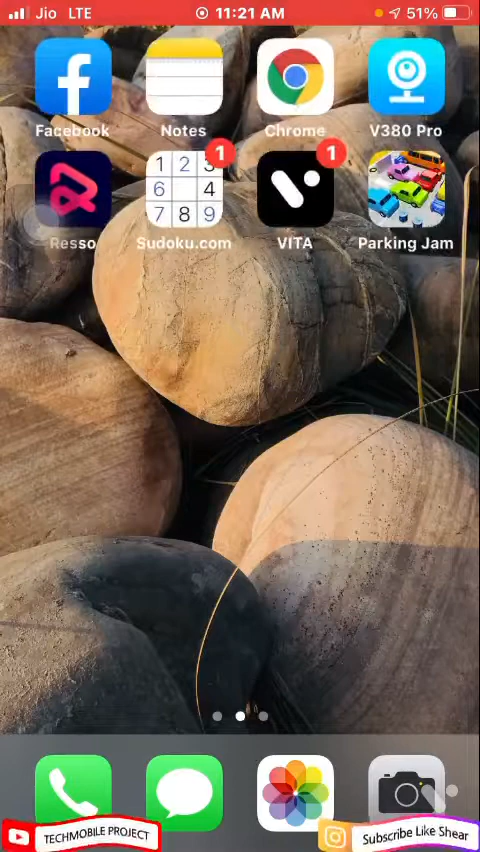 Jio LTE 11:21 AM 51%
Facebook Notes Chrome V380 Pro
1 2 3 1 1
6 4
7 8 9
Resso Sudoku.com VITA Parking Jam
TECHMOBILE PROJECT Subscribe Like Shear